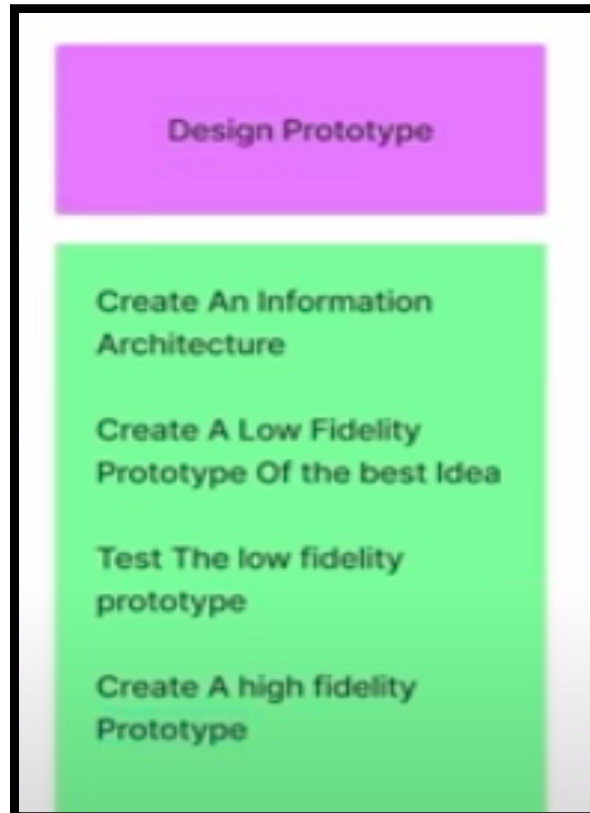 Design Prototype
Create An Information
Architecture
Create A Low Fidelity
Prototype Of the best Idea
Test The low fidelity
prototype
Create A high fidelity
Prototype